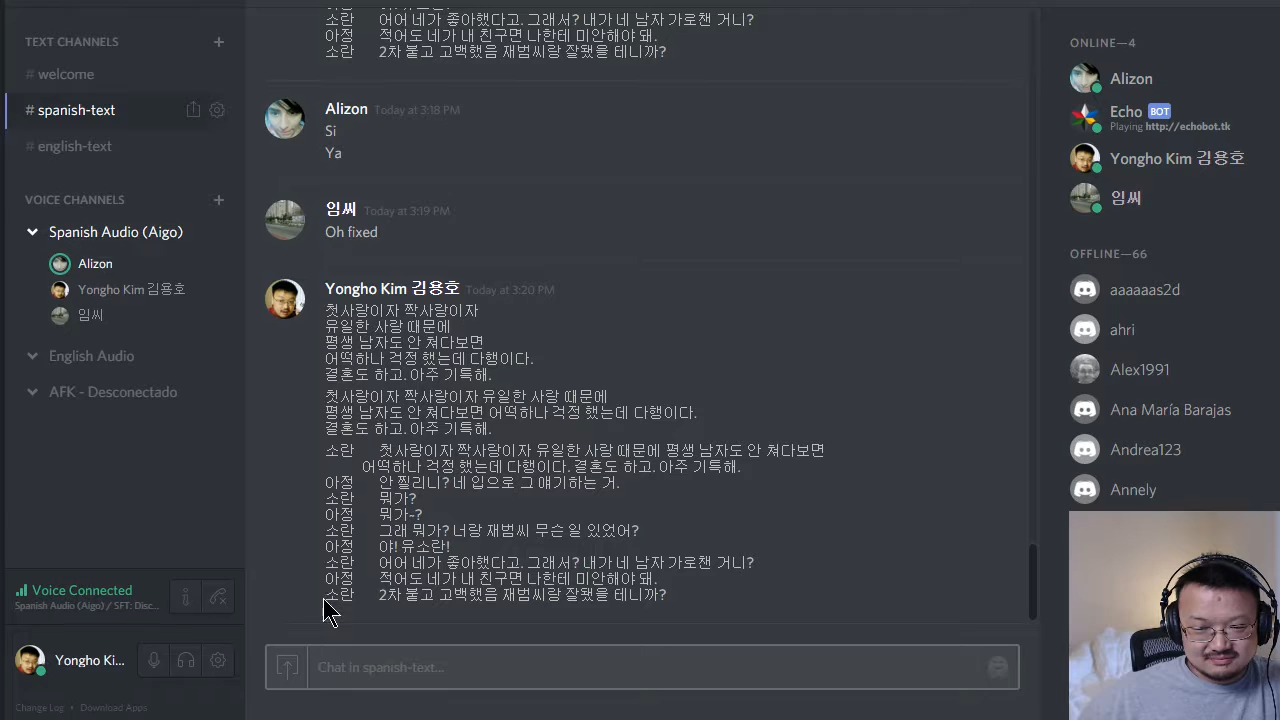 TEXT CHANNELS +
# welcome
# spanish-text
# english-text
VOICE CHANNELS +
Spanish Audio (Aigo)
Alizon
Yongho Kim 김용호
임씨
English Audio
AFK - Desconectado
Voice Connected
Spanish Audio (Aigo) / SFT: Disc...
Yongho Ki...
Change Log • Download Apps
소란 어어 네가 좋아했다고. 그래서? 내가 네 남자 가로챈 거니?
아정 적어도 네가 내 친구면 나한테 미안해야 돼.
소란 2차 붙고 고백했음 재범씨랑 잘됐을 테니까?
Alizon Today at 3:18 PM
Si
Ya
임씨 Today at 3:19 PM
Oh fixed
Yongho Kim 김용호 Today at 3:20 PM
첫사랑이자 짝사랑이자
유일한 사랑 때문에
평생 남자도 안 쳐다보면
어떡하나 걱정 했는데 다행이다.
결혼도 하고. 아주 기특해.
첫사랑이자 짝사랑이자 유일한 사랑 때문에
평생 남자도 안 쳐다보면 어떡하나 걱정 했는데 다행이다.
결혼도 하고. 아주 기특해.
소란 첫사랑이자 짝사랑이자 유일한 사랑 때문에 평생 남자도 안 쳐다보면
어떡하나 걱정 했는데 다행이다. 결혼도 하고. 아주 기특해.
아정 안 찔리니? 네 입으로 그 얘기하는 거.
소란 뭐가?
아정 뭐가-?
소란 그래 뭐가? 너랑 재범씨 무슨 일 있었어?
아정 야! 유소란!
소란 어어 네가 좋아했다고. 그래서? 내가 네 남자 가로챈 거니?
아정 적어도 네가 내 친구면 나한테 미안해야 돼.
소란 2차 붙고 고백했음 재범씨랑 잘됐을 테니까?
Chat in spanish-text...
ONLINE—4
Alizon
Echo BOT
Playing http://echobot.tk
Yongho Kim 김용호
임씨
OFFLINE—66
aaaaaas2d
ahri
Alex1991
Ana María Barajas
Andrea123
Annely